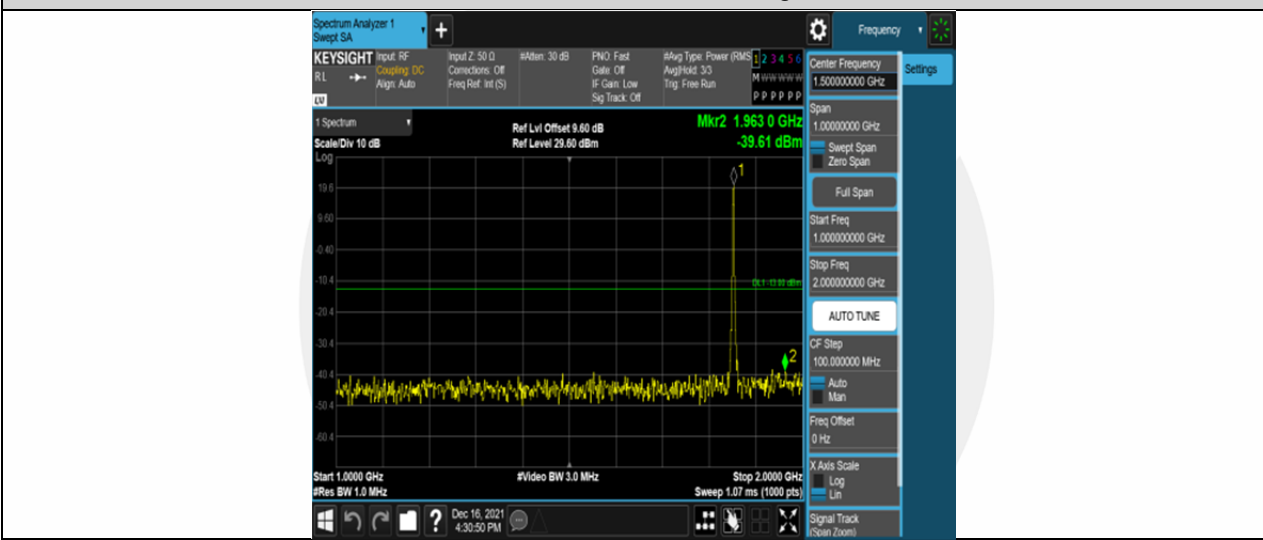 Spectrum Analyzer 1
Swept SA
+
Frequency
KEYSIGHT
RL
Input: RF
Coupling: DC
Align: Auto
Input Z: 50 Ω
Corrections: Off
Freq Ref: Int (S)
#Atten: 30 dB
PNO: Fast
Gate: Off
IF Gain: Low
Sig Track: Off
#Avg Type: Power (RMS
Avg|Hold: 3/3
Trig: Free Run
1 2 3 4 5 6
M W W W W W
P P P P P P
LXI
1 Spectrum
Scale/Div 10 dB
Log
Ref Lvl Offset 9.60 dB
Ref Level 29.60 dBm
Mkr2 1.963 0 GHz
-39.61 dBm
1
19.6
9.60
-0.40
-10.4
DL1 -13.00 dBm
-20.4
-30.4
2
-40.4
-50.4
-60.4
Start 1.0000 GHz
#Video BW 3.0 MHz
Stop 2.0000 GHz
#Res BW 1.0 MHz
Sweep 1.07 ms (1000 pts)
?
Dec 16, 2021
4:30:50 PM
Center Frequency
1.500000000 GHz
Settings
Span
1.00000000 GHz
Swept Span
Zero Span
Full Span
Start Freq
1.000000000 GHz
Stop Freq
2.000000000 GHz
AUTO TUNE
CF Step
100.000000 MHz
Auto
Man
Freq Offset
0 Hz
X Axis Scale
Log
Lin
Signal Track
(Span Zoom)